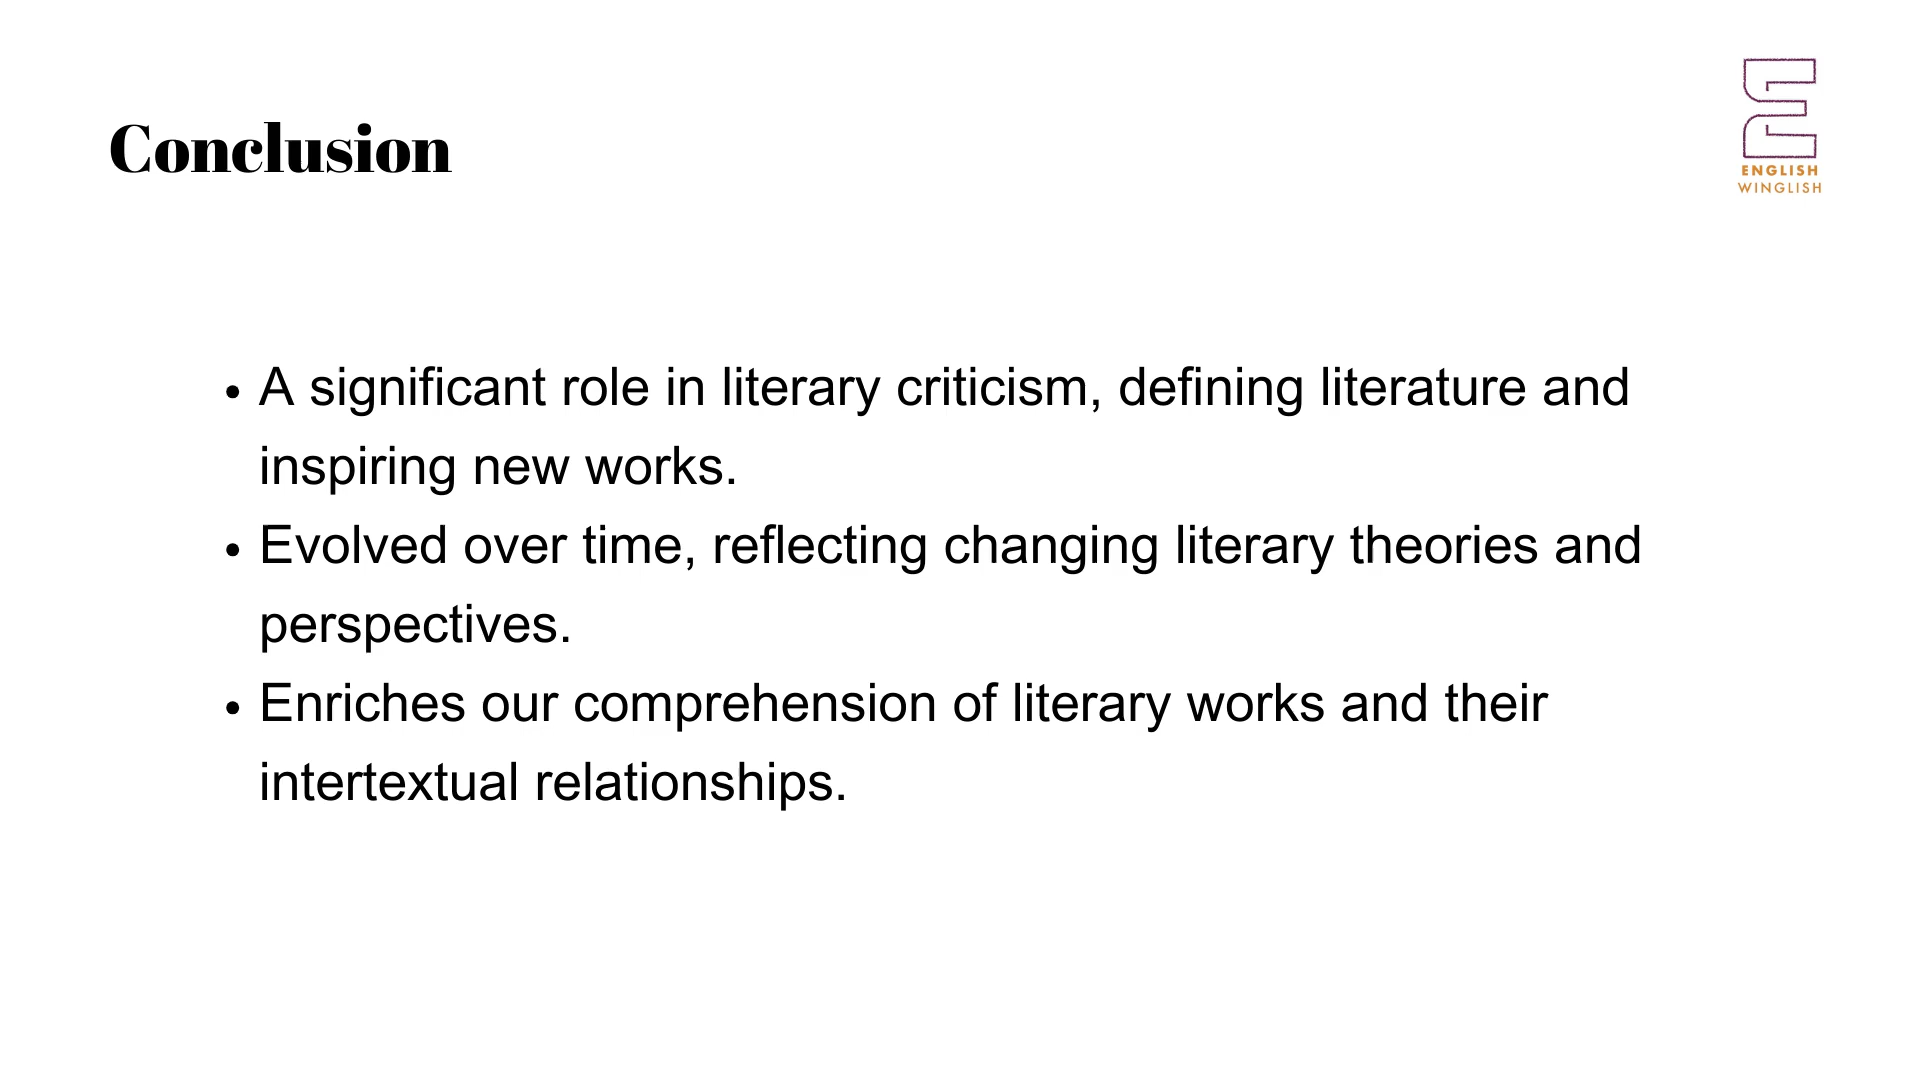 Conclusion
ENGLISH
WINGLISH
• A significant role in literary criticism, defining literature and
inspiring new works.
• Evolved over time, reflecting changing literary theories and
perspectives.
• Enriches our comprehension of literary works and their
intertextual relationships.